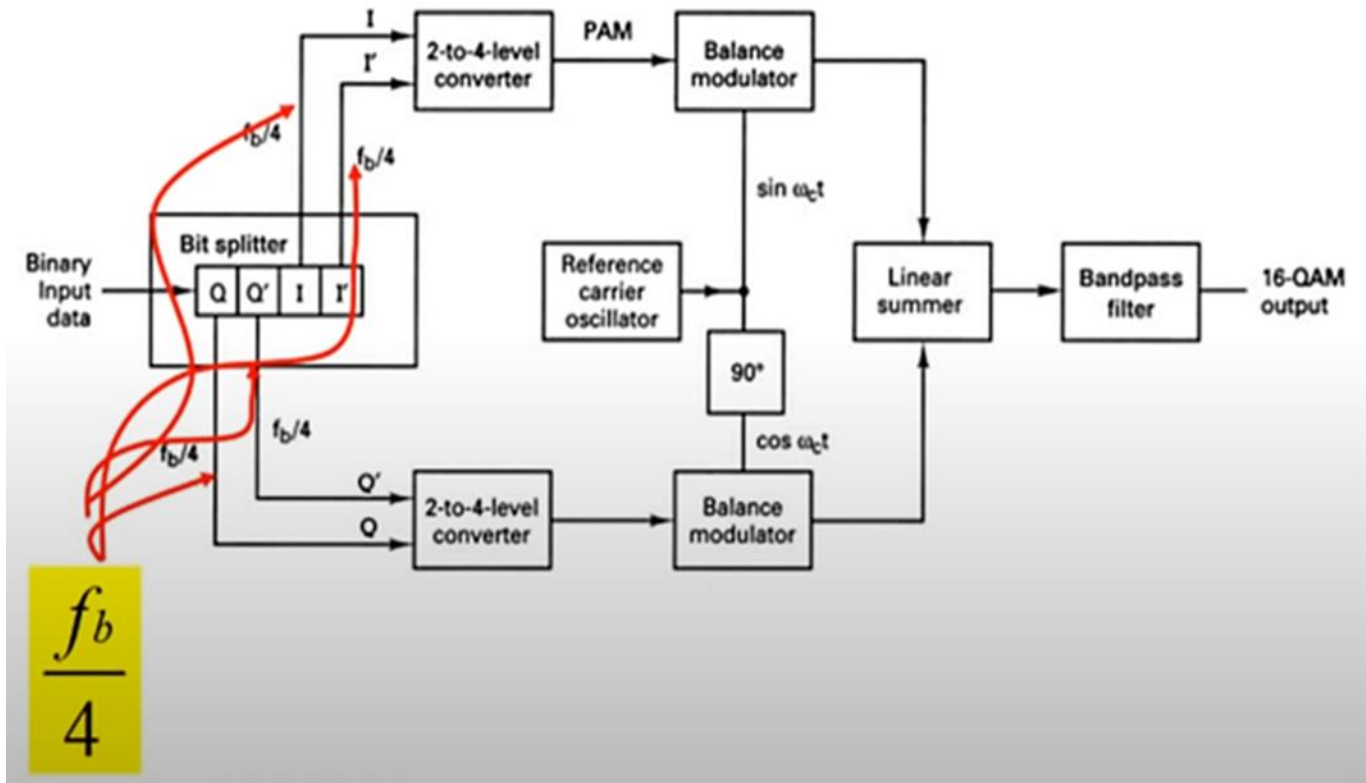 I
I'
2-to-4-level
converter
PAM
Balance
modulator
fb/4
fb/4
sin ωct
Bit splitter
Binary
Input
data
Q Q' I I'
Reference
carrier
oscillator
Linear
summer
Bandpass
filter
16-QAM
output
90°
cos ωct
fb/4
fb/4
Q'
Q
2-to-4-level
converter
Balance
modulator
fb
4